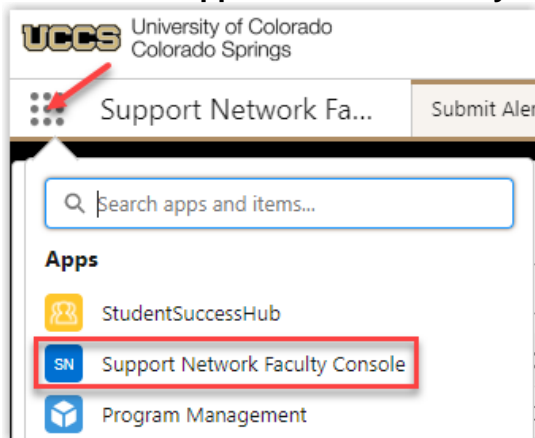 UCCS University of Colorado
Colorado Springs
Support Network Fa... Submit Aler
Search apps and items...
Apps
StudentSuccessHub
SN Support Network Faculty Console
Program Management